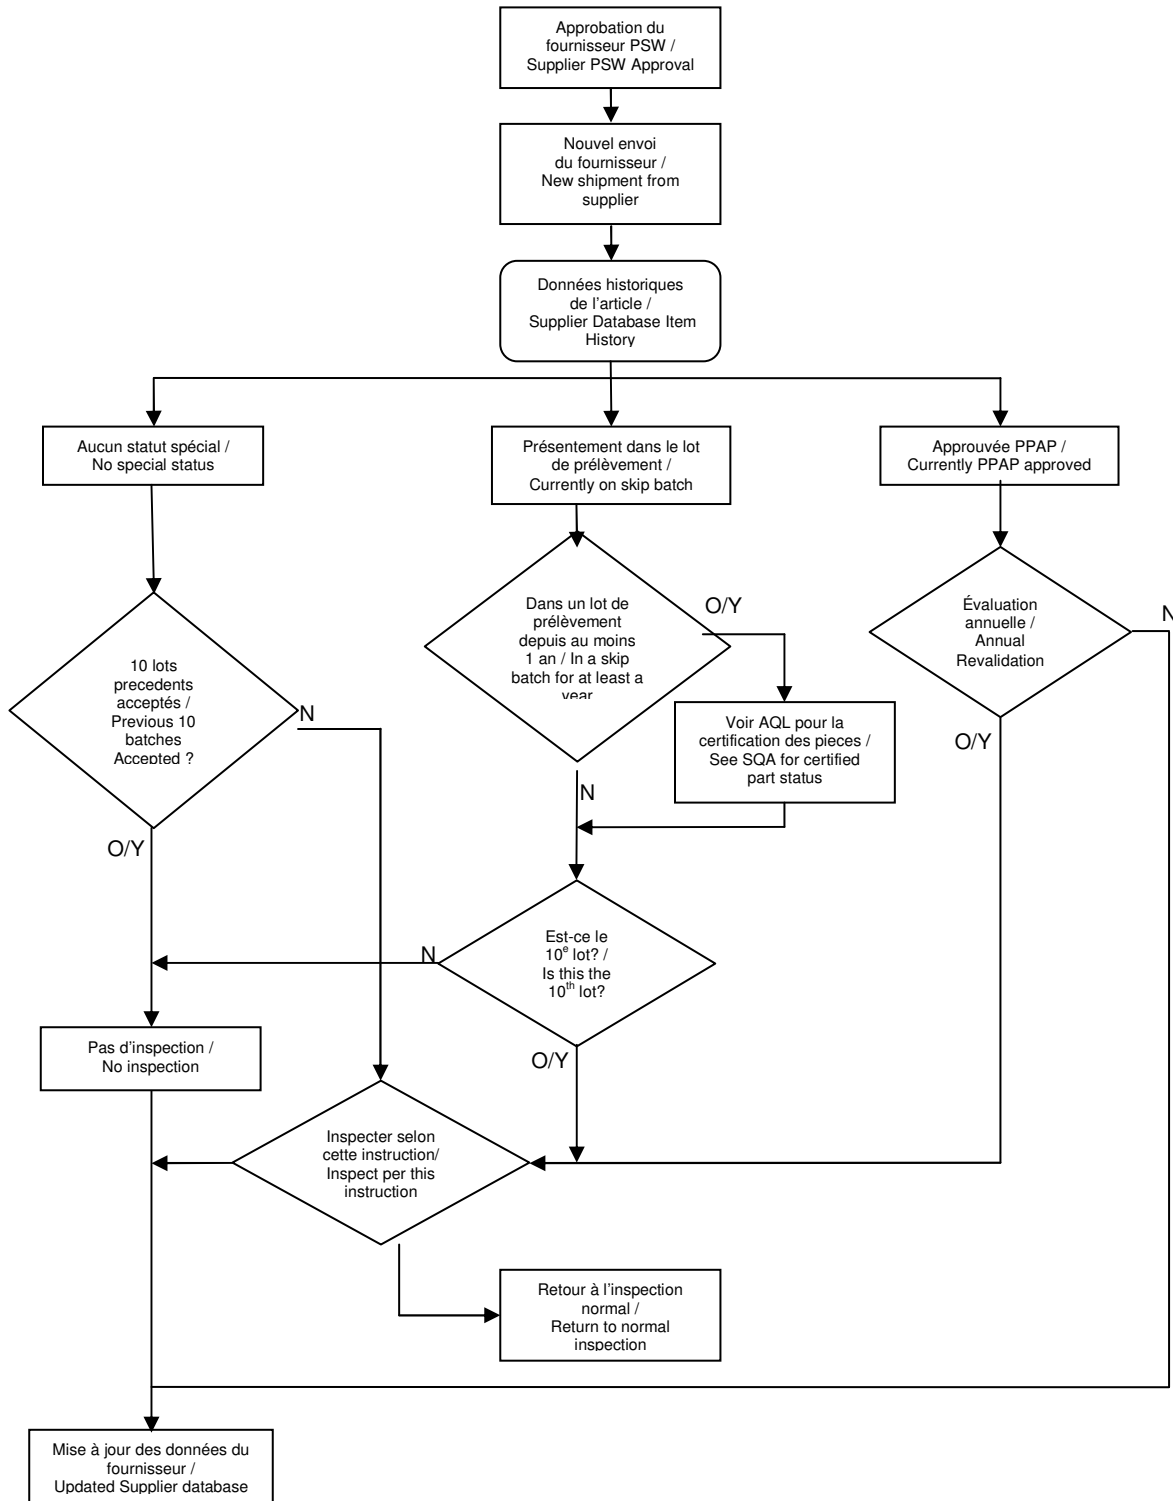 Approbation du
fournisseur PSW /
Supplier PSW Approval
Nouvel envoi
du fournisseur /
New shipment from
supplier
Données historiques
de l'article /
Supplier Database Item
History
Aucun statut spécial /
No special status
Présentement dans le lot
de prélèvement /
Currently on skip batch
Approuvée PPAP /
Currently PPAP approved
Dans un lot de
prélèvement
depuis au moins
1 an / In a skip
batch for at least a
year
O/Y
Évaluation
annuelle /
Annual
Revalidation
N
10 lots
precedents
acceptés /
Previous 10
batches
Accepted ?
N
Voir AQL pour la
certification des pieces /
See SQA for certified
part status
O/Y
N
O/Y
Est-ce le
10e lot? /
Is this the
10th lot?
N
O/Y
Pas d'inspection /
No inspection
Inspecter selon
cette instruction/
Inspect per this
instruction
Retour à l'inspection
normal /
Return to normal
inspection
Mise à jour des données du
fournisseur /
Updated Supplier database